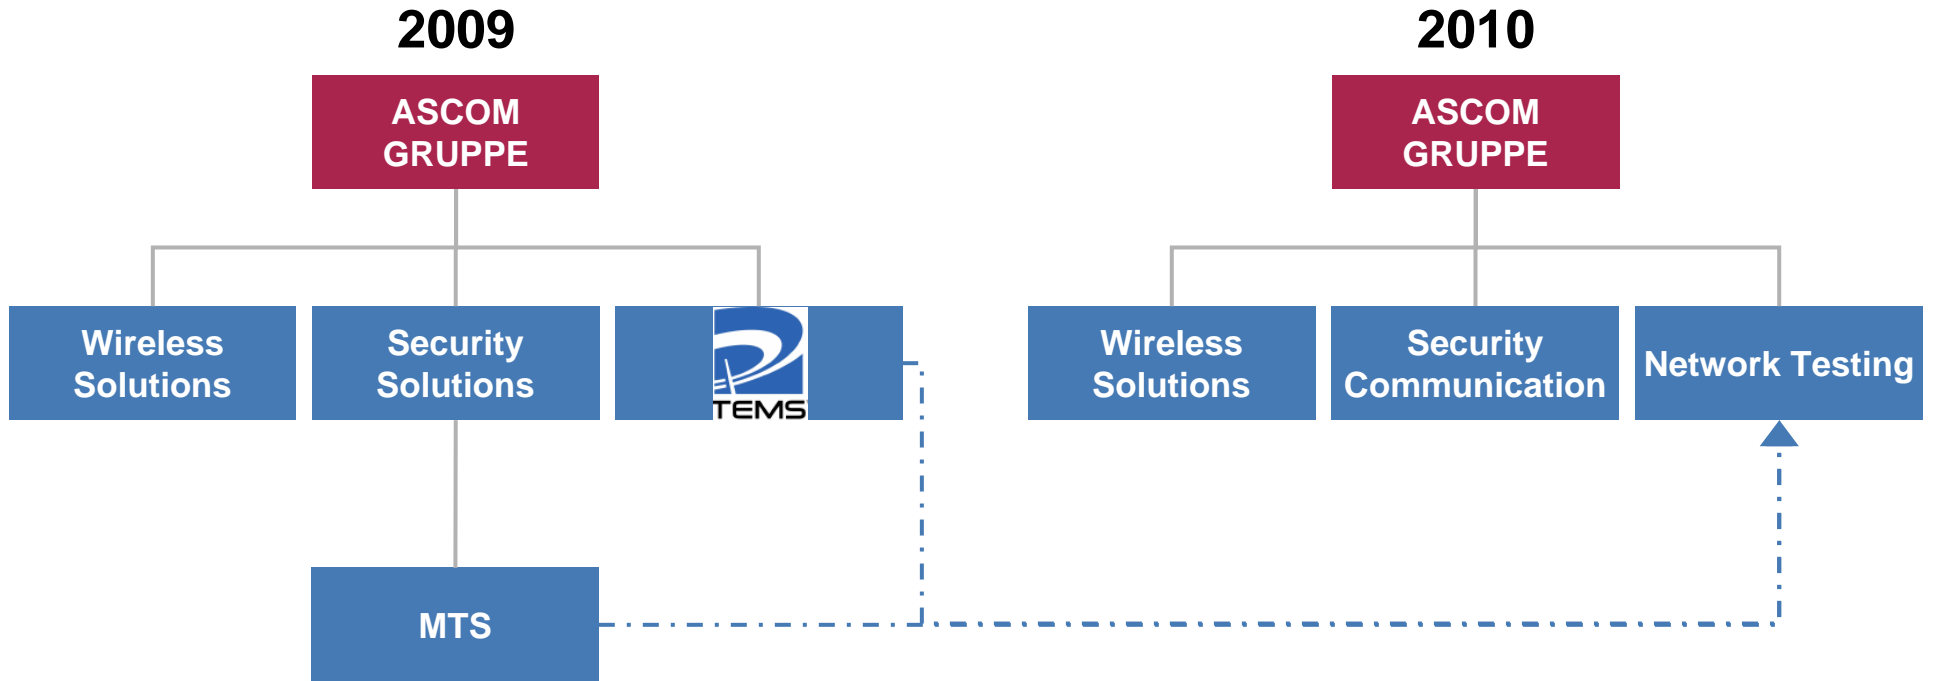 2009
ASCOM
GRUPPE
Wireless
Solutions
Security
Solutions
TEMS
MTS
2010
ASCOM
GRUPPE
Wireless
Solutions
Security
Communication
Network Testing